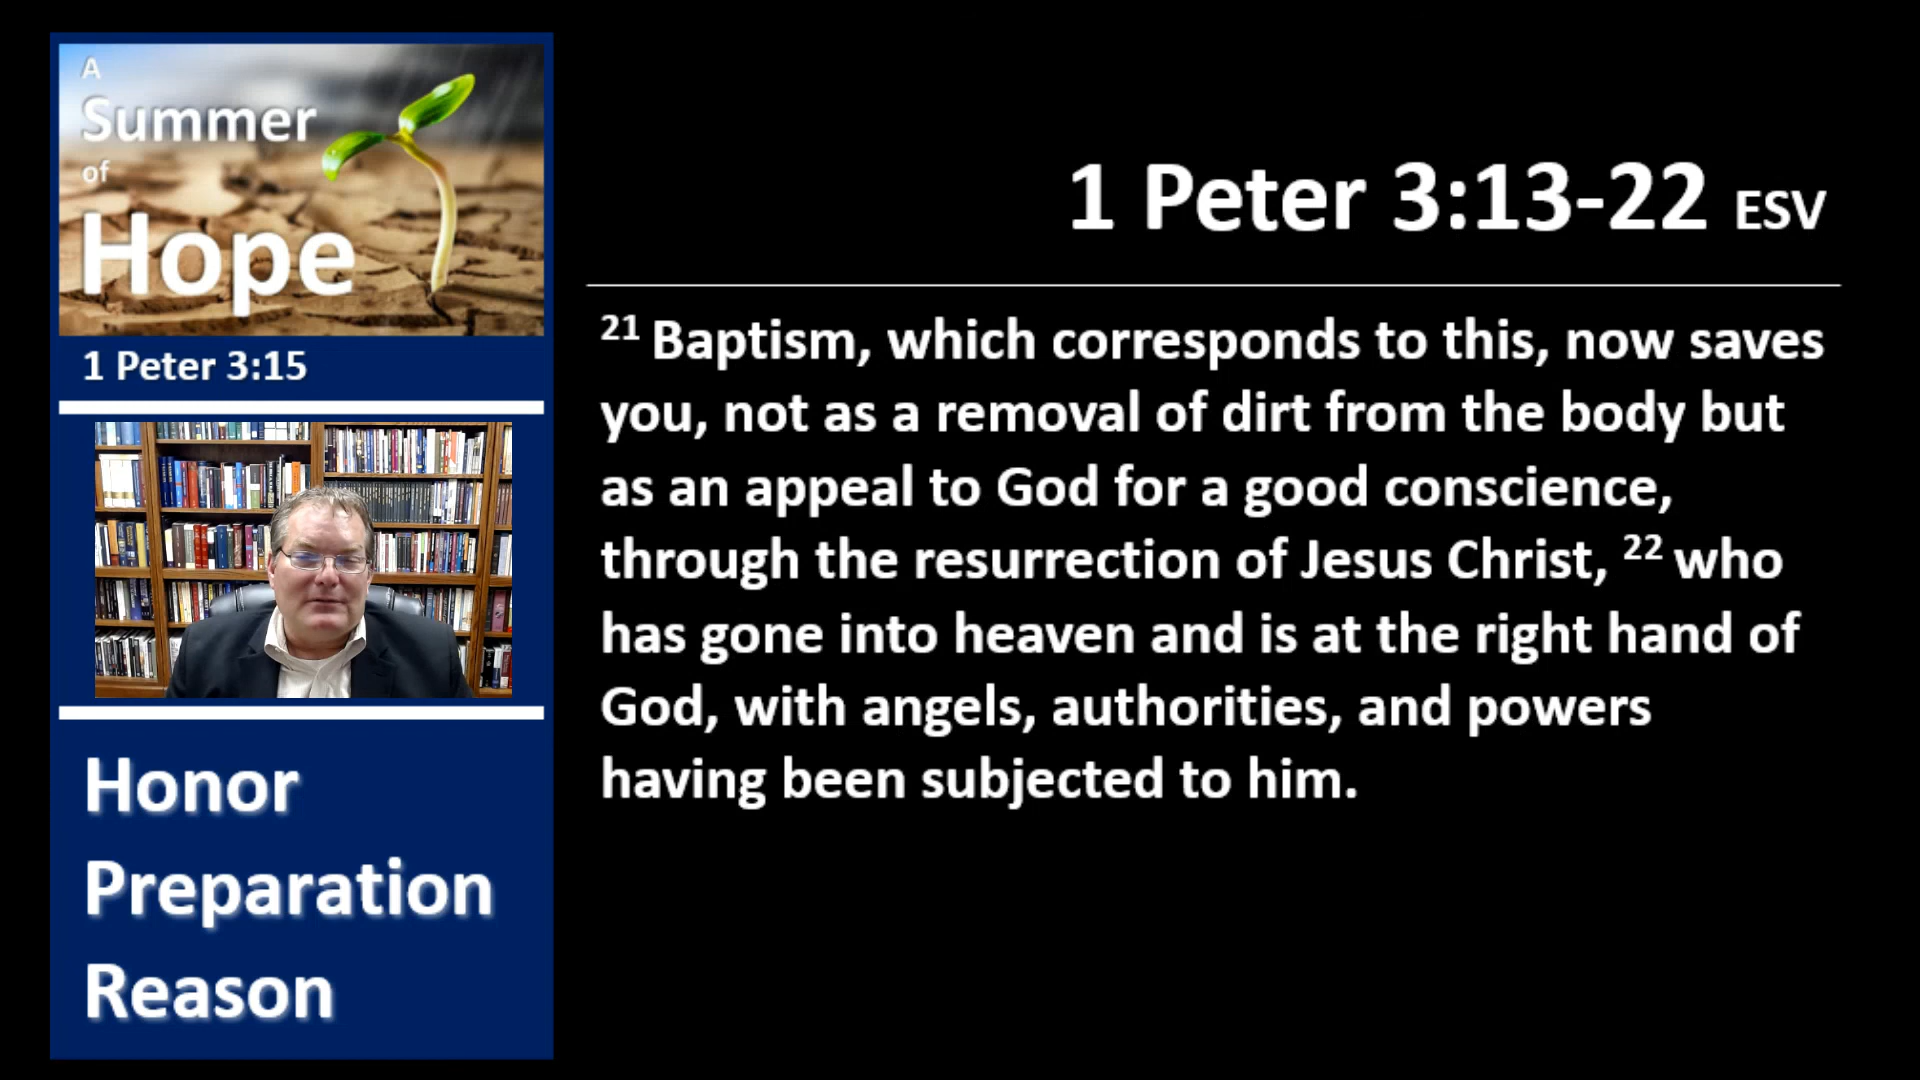 A
Summer
of
Hope
1 Peter 3:15
Honor
Preparation
Reason
1 Peter 3:13-22 ESV
21 Baptism, which corresponds to this, now saves
you, not as a removal of dirt from the body but
as an appeal to God for a good conscience,
through the resurrection of Jesus Christ, 22 who
has gone into heaven and is at the right hand of
God, with angels, authorities, and powers
having been subjected to him.